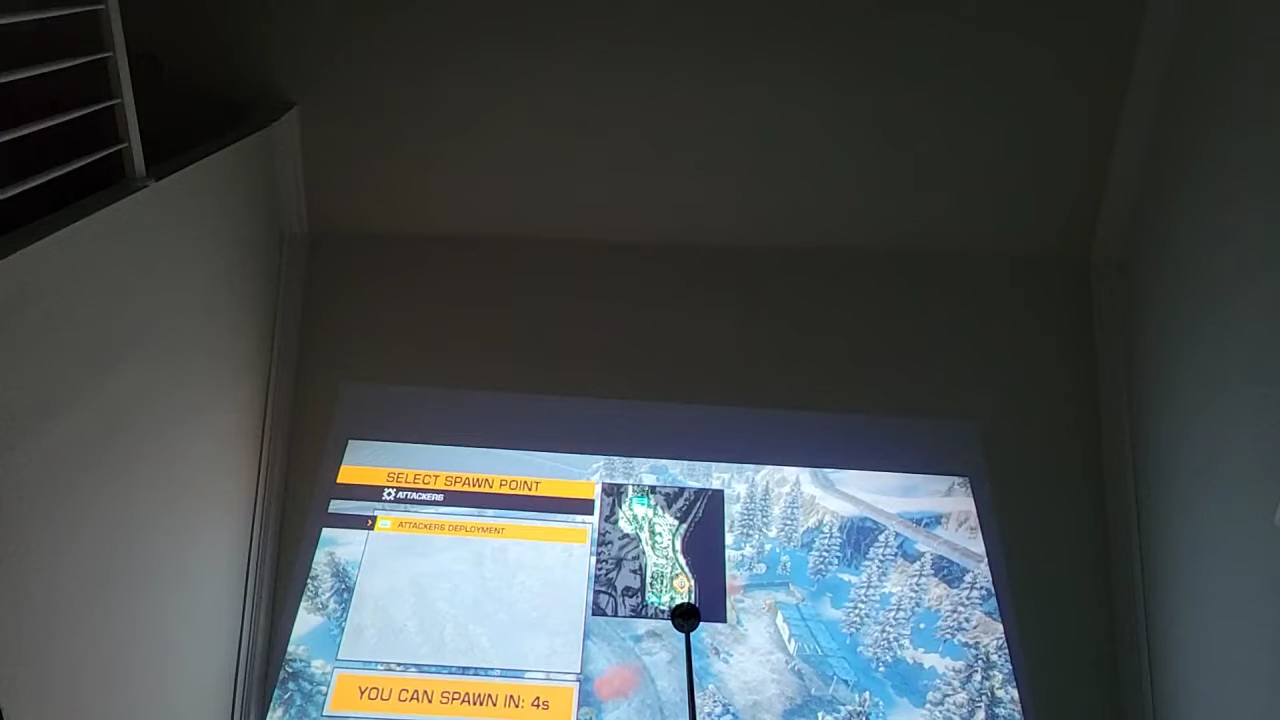 SELECT SPAWN POINT
ATTACKERS
ATTACKERS DEPLOYMENT
YOU CAN SPAWN IN: 4s